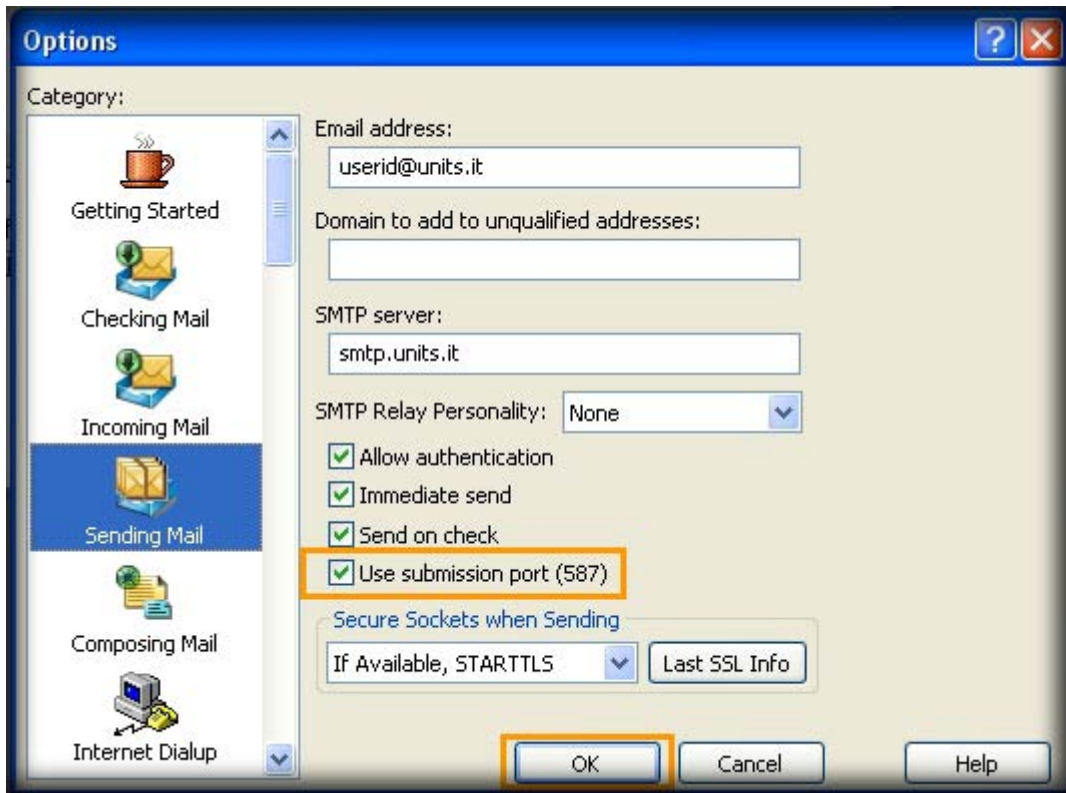 Options
Category:
Getting Started
Checking Mail
Incoming Mail
Sending Mail
Composing Mail
Internet Dialup
Email address:
userid@units.it
Domain to add to unqualified addresses:
SMTP server:
smtp.units.it
SMTP Relay Personality: None
Allow authentication
Immediate send
Send on check
Use submission port (587)
Secure Sockets when Sending
If Available, STARTTLS Last SSL Info
OK Cancel Help